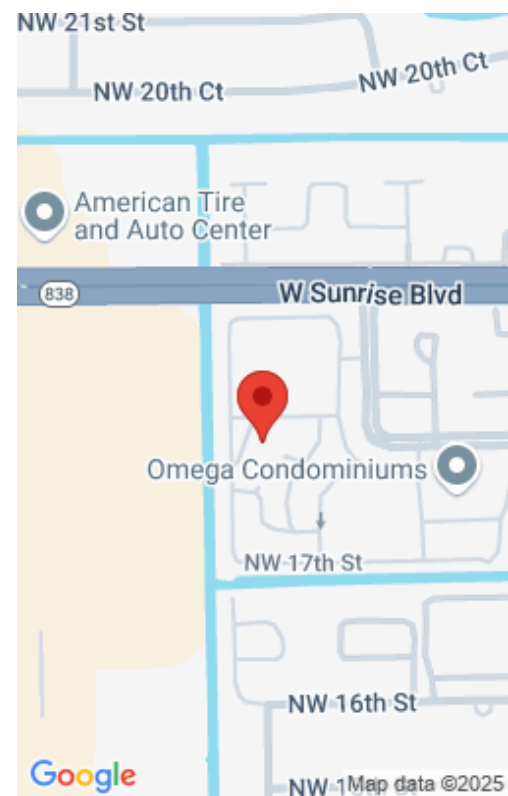 NW 21st St
NW 20th Ct
NW 20th Ct
American Tire
and Auto Center
838
W Sunrise Blvd
Omega Condominiums
NW 17th St
NW 16th St
NW
Google
Map data ©2025